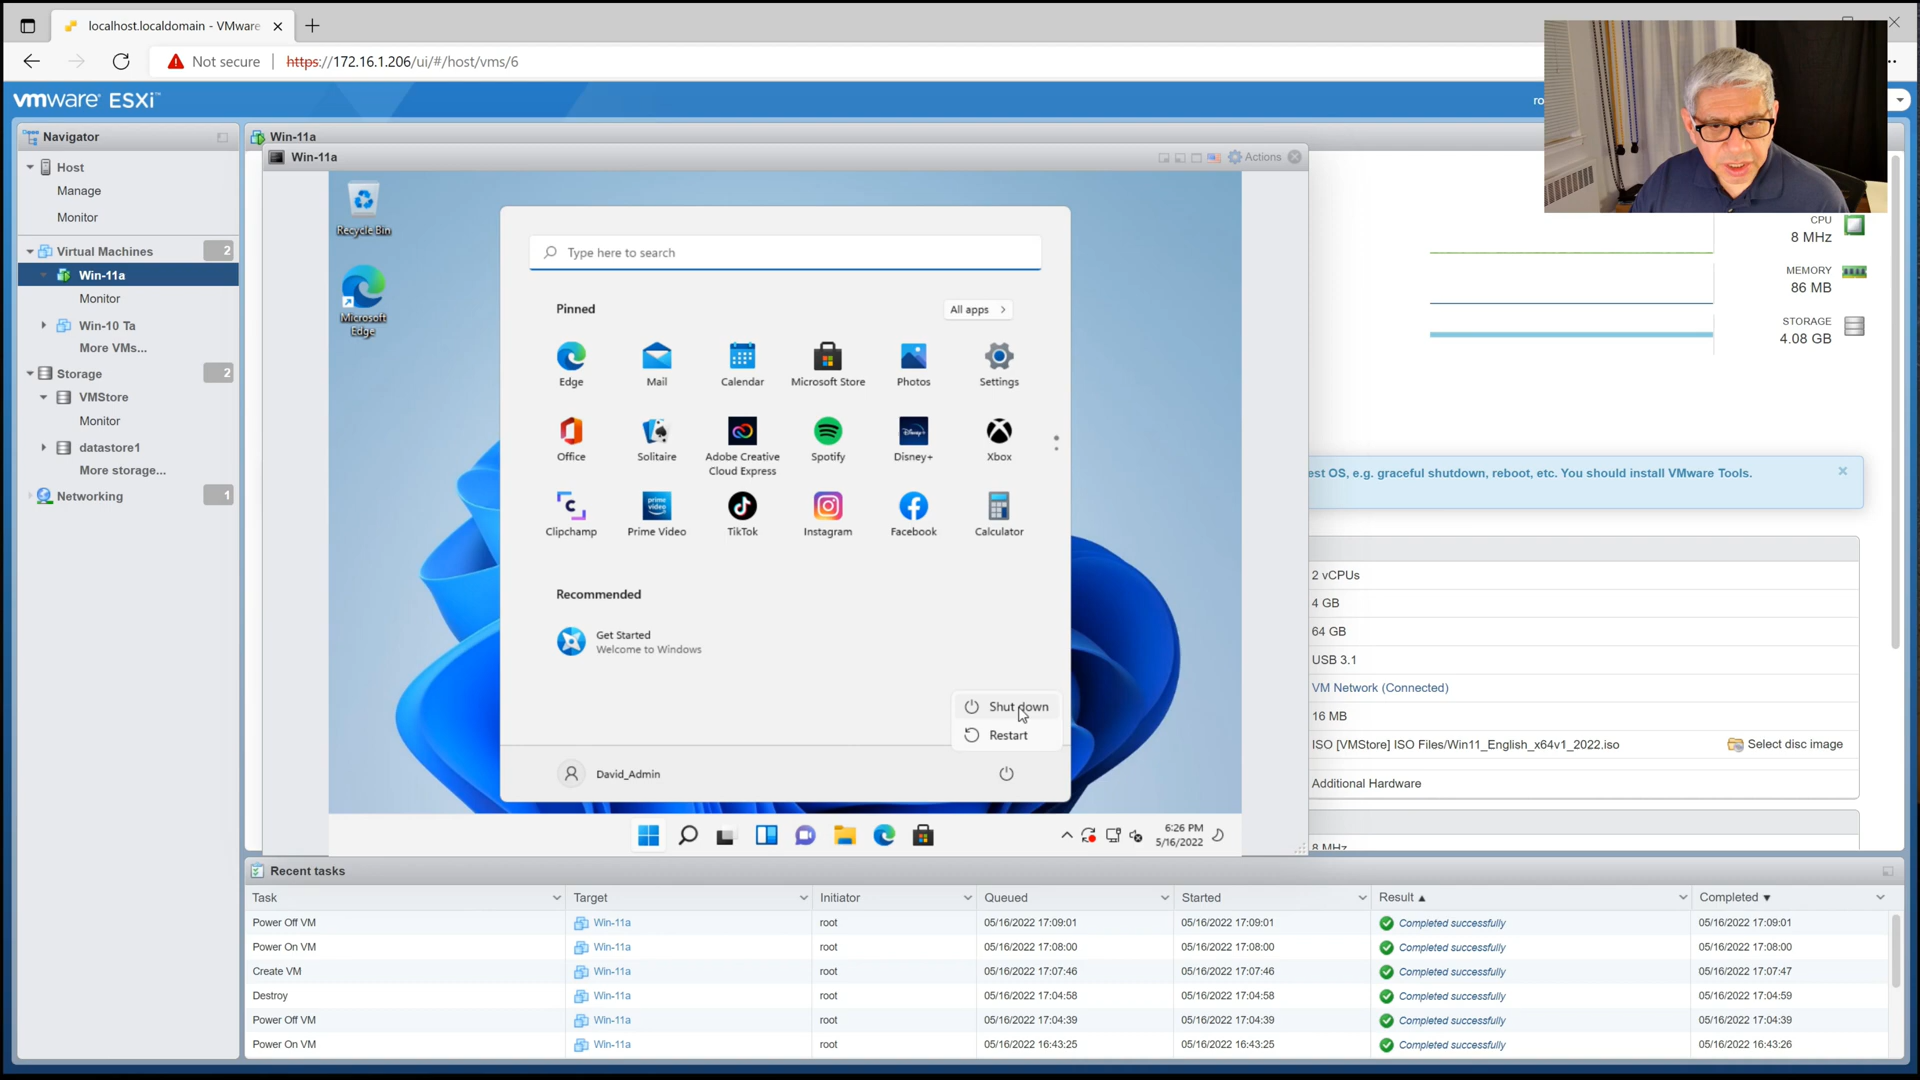 localhost.localdomain - VMware
Not secure
https://172.16.1.206/ui/#/host/vms/6
vmware ESXi™
Navigator
Host
Manage
Monitor
Virtual Machines 2
Win-11a
Monitor
Win-10 Ta
More VMs...
Storage 2
VMStore
Monitor
datastore1
More storage...
Networking 1
Win-11a
Win-11a
Actions
Recycle Bin
Microsoft
Edge
Type here to search
Pinned
All apps
Edge
Mail
Calendar
Microsoft Store
Photos
Settings
Office
Solitaire
Adobe Creative
Cloud Express
Spotify
Disney+
Xbox
Clipchamp
prime
video
Prime Video
TikTok
Instagram
Facebook
Calculator
Recommended
Get Started
Welcome to Windows
Shut down
Restart
David_Admin
6:26 PM
5/16/2022
CPU
8 MHz
MEMORY
86 MB
STORAGE
4.08 GB
est OS, e.g. graceful shutdown, reboot, etc. You should install VMware Tools.
2 vCPUs
4 GB
64 GB
USB 3.1
VM Network (Connected)
16 MB
ISO [VMStore] ISO Files/Win11_English_x64v1_2022.iso
Select disc image
Additional Hardware
8 MHz
Recent tasks
Task Target Initiator Queued Started Result ▲ Completed ▼
Power Off VM Win-11a root 05/16/2022 17:09:01 05/16/2022 17:09:01 Completed successfully 05/16/2022 17:09:01
Power On VM Win-11a root 05/16/2022 17:08:00 05/16/2022 17:08:00 Completed successfully 05/16/2022 17:08:00
Create VM Win-11a root 05/16/2022 17:07:46 05/16/2022 17:07:46 Completed successfully 05/16/2022 17:07:47
Destroy Win-11a root 05/16/2022 17:04:58 05/16/2022 17:04:58 Completed successfully 05/16/2022 17:04:59
Power Off VM Win-11a root 05/16/2022 17:04:39 05/16/2022 17:04:39 Completed successfully 05/16/2022 17:04:39
Power On VM Win-11a root 05/16/2022 16:43:25 05/16/2022 16:43:25 Completed successfully 05/16/2022 16:43:26